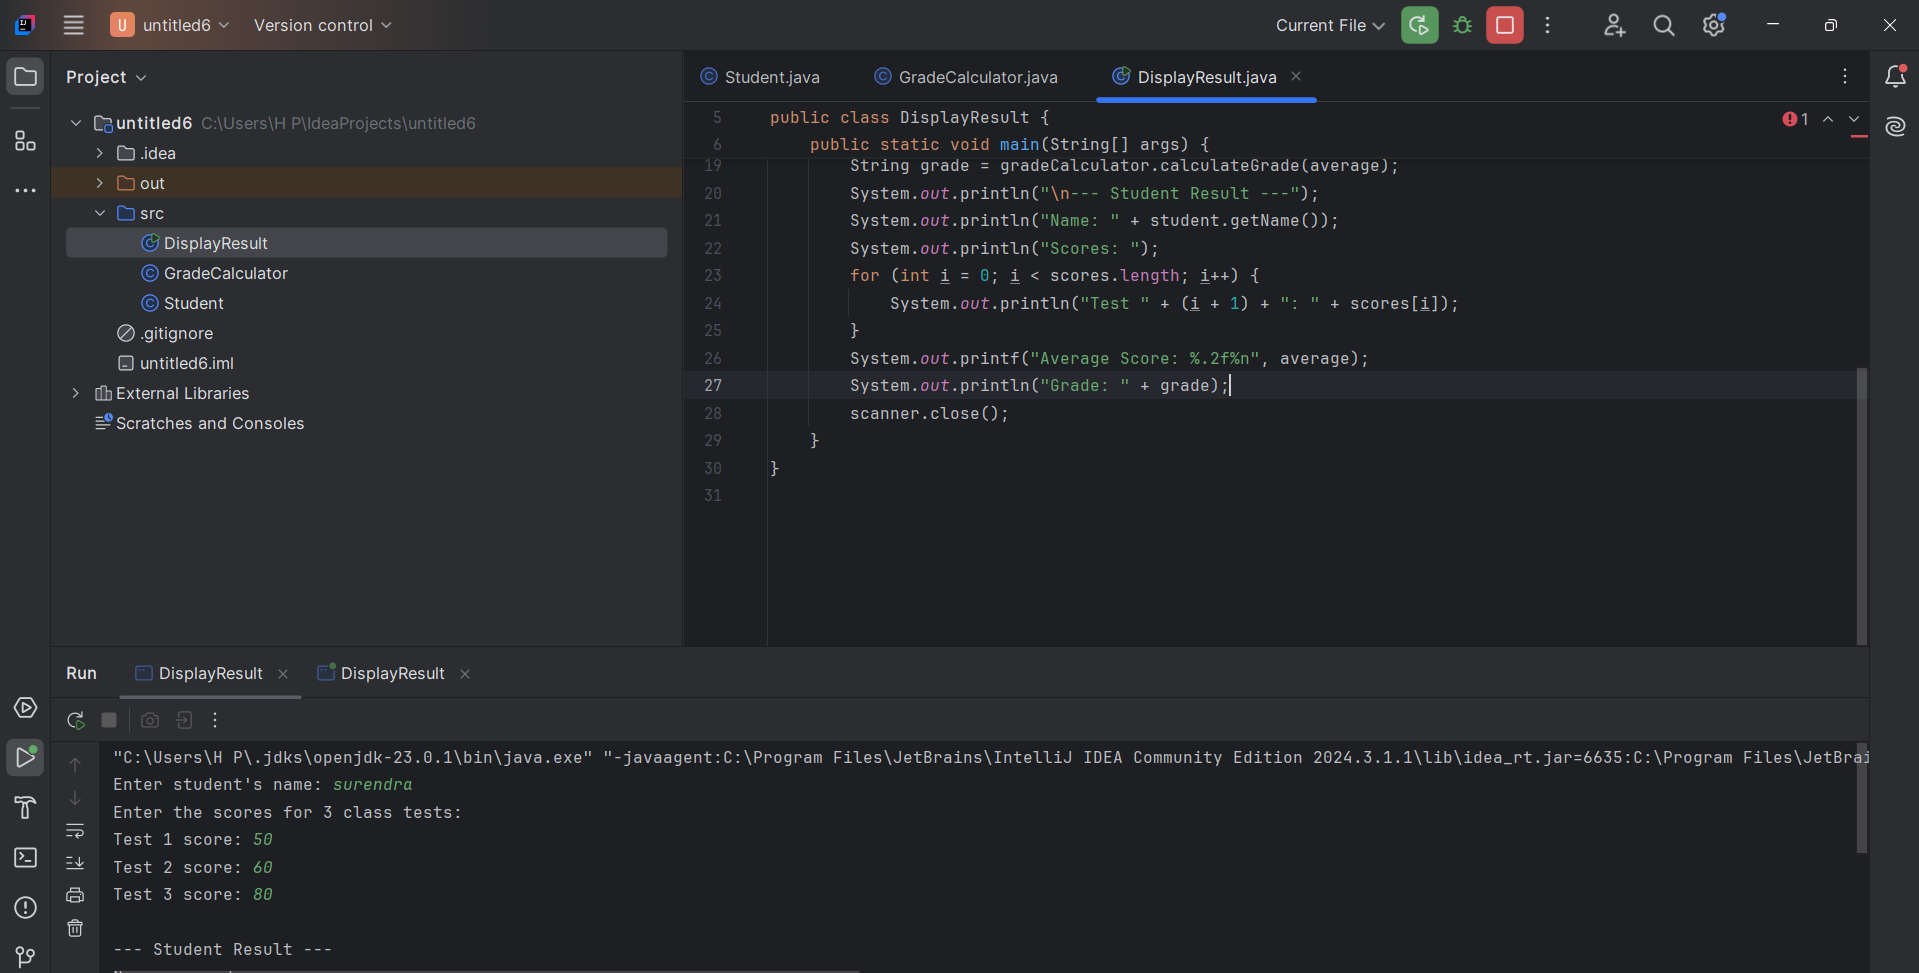 U untitled6 Version control Current File
Project
Student.java GradeCalculator.java DisplayResult.java
untitled6 C:\Users\H P\IdeaProjects\untitled6
.idea
out
src
DisplayResult
GradeCalculator
Student
.gitignore
untitled6.iml
External Libraries
Scratches and Consoles
5 public class DisplayResult {
1
6 public static void main(String[] args) {
19 String grade = gradeCalculator.calculateGrade(average);
20 System.out.println("\n--- Student Result ---");
21 System.out.println("Name: " + student.getName());
22 System.out.println("Scores: ");
23 for (int i = 0; i < scores.length; i++) {
24 System.out.println("Test " + (i + 1) + ": " + scores[i]);
25 }
26 System.out.printf("Average Score: %.2f%n", average);
27 System.out.println("Grade: " + grade);
28 scanner.close();
29 }
30 }
31
Run DisplayResult DisplayResult
"C:\Users\H P\.jdks\openjdk-23.0.1\bin\java.exe" "-javaagent:C:\Program Files\JetBrains\IntelliJ IDEA Community Edition 2024.3.1.1\lib\idea_rt.jar=6635:C:\Program Files\JetBrai
Enter student's name: surendra
Enter the scores for 3 class tests:
Test 1 score: 50
Test 2 score: 60
Test 3 score: 80
--- Student Result ---